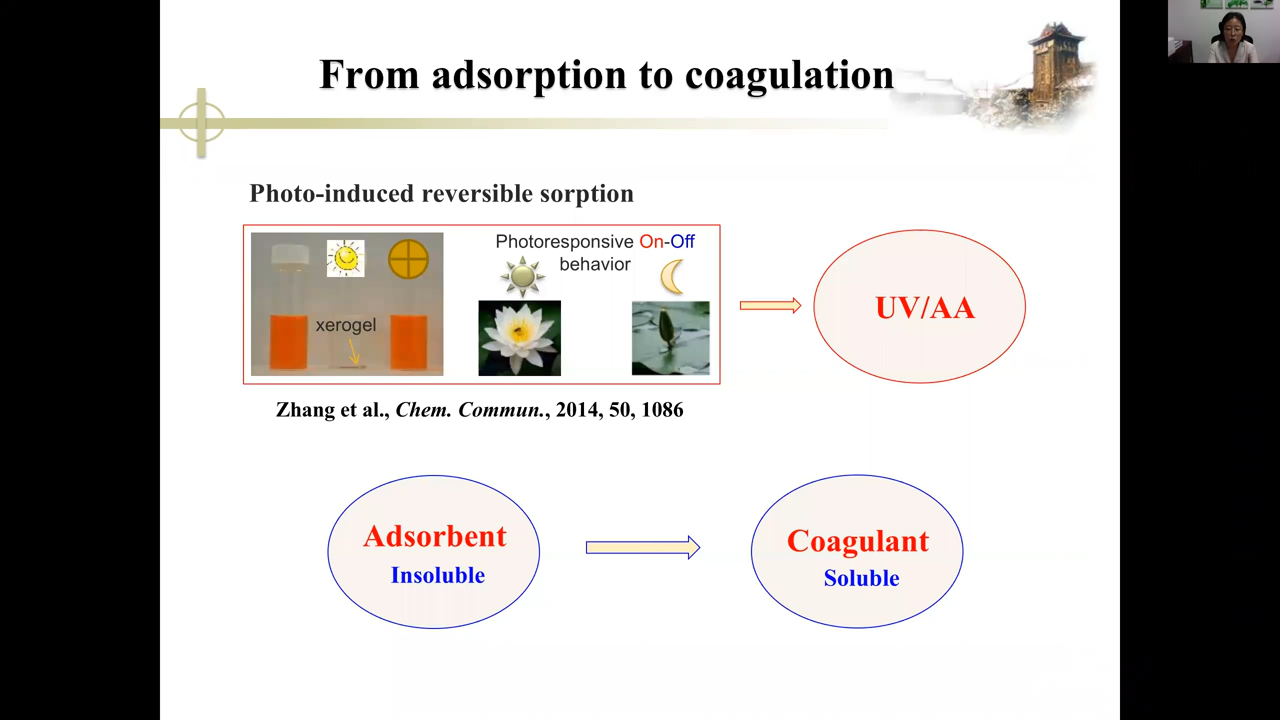 From adsorption to coagulation
Photo-induced reversible sorption
xerogel
Photoresponsive On-Off
behavior
UV/AA
Zhang et al., Chem. Commun., 2014, 50, 1086
Adsorbent
Insoluble
Coagulant
Soluble